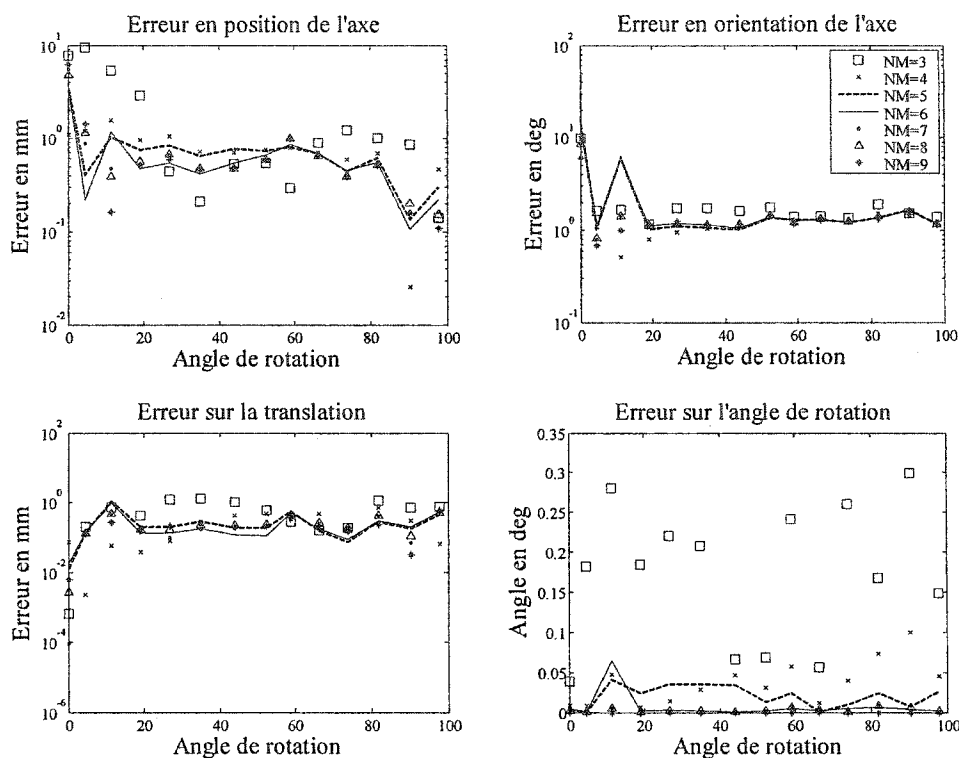 Erreur en position de l'axe
10^1
10^0
10^-1
10^-2
Erreur en mm
0 20 40 60 80 100
Angle de rotation
Erreur en orientation de l'axe
10^2
10^1
10^0
10^-1
Erreur en deg
0 20 40 60 80 100
Angle de rotation
NM=3
NM=4
NM=5
NM=6
NM=7
NM=8
NM=9
Erreur sur la translation
10^2
10^0
10^-2
10^-4
10^-6
Erreur en mm
0 20 40 60 80 100
Angle de rotation
Erreur sur l'angle de rotation
0.35
0.3
0.25
0.2
0.15
0.1
0.05
0
Angle en deg
0 20 40 60 80 100
Angle de rotation